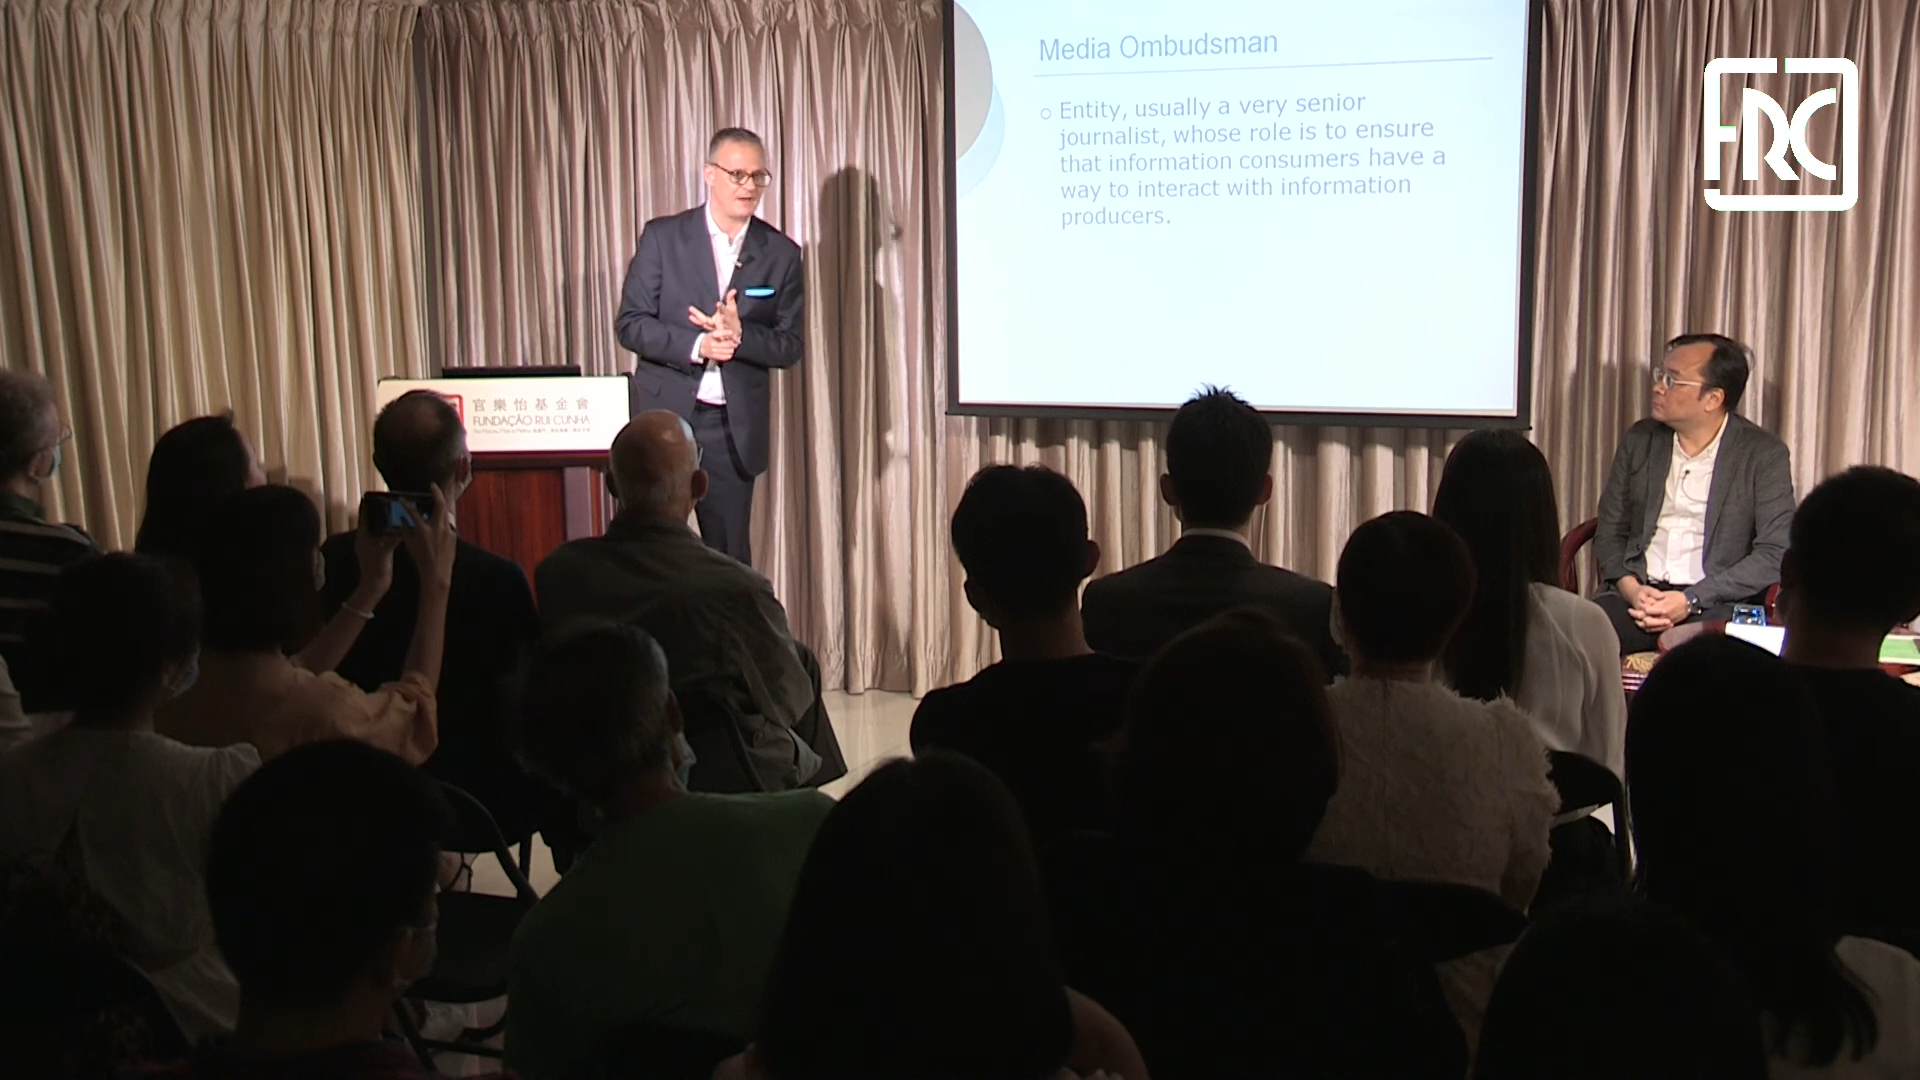 Media Ombudsman
Entity, usually a very senior
journalist, whose role is to ensure
that information consumers have a
way to interact with information
producers.
FRC
官樂怡基金會
FUNDAÇÃO RUI CUNHA